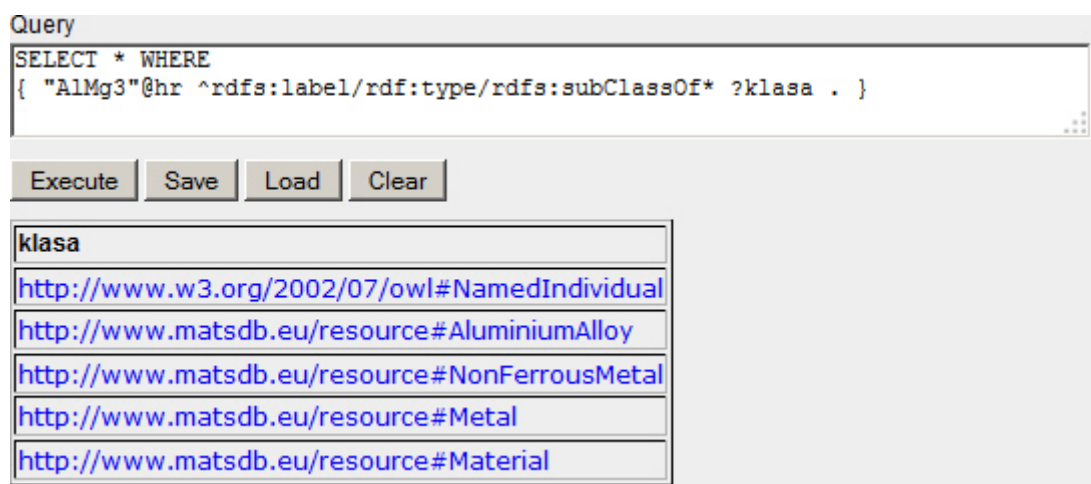 Query
SELECT * WHERE
{ "AlMg3"@hr ^rdfs:label/rdf:type/rdfs:subClassOf* ?klasa . }
Execute Save Load Clear
klasa
http://www.w3.org/2002/07/owl#NamedIndividual
http://www.matsdb.eu/resource#AluminiumAlloy
http://www.matsdb.eu/resource#NonFerrousMetal
http://www.matsdb.eu/resource#Metal
http://www.matsdb.eu/resource#Material